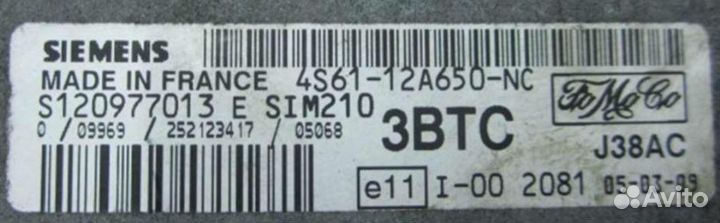 SIEMENS
MADE IN FRANCE 4S61-12A650-NC
S120977013 E SIM210
FoMoCo
0 / 09969 / 252123417 / 05068
3BTC
J38AC
e11 I-00 2081 05-03-09
Avito